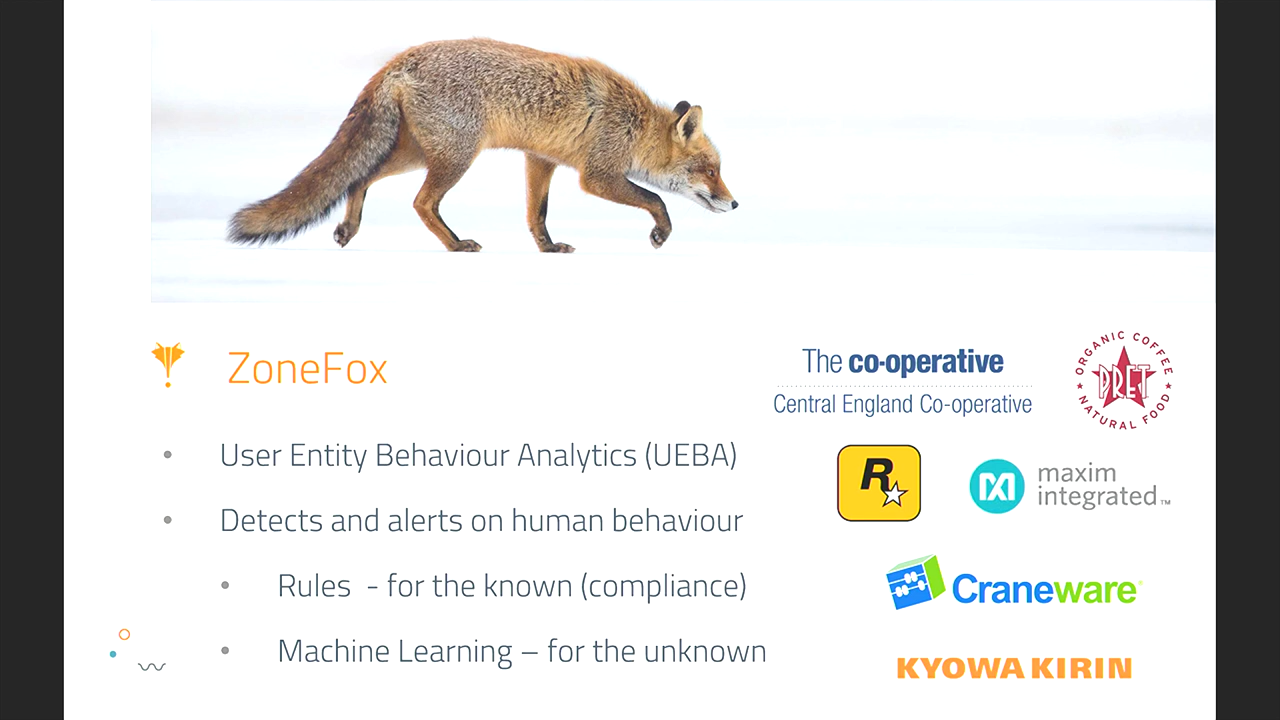 ZoneFox
User Entity Behaviour Analytics (UEBA)
Detects and alerts on human behaviour
Rules - for the known (compliance)
Machine Learning – for the unknown
The co-operative
Central England Co-operative
ORGANIC COFFEE
PRET
NATURAL FOOD
R
maxim
integrated™
Craneware®
KYOWA KIRIN